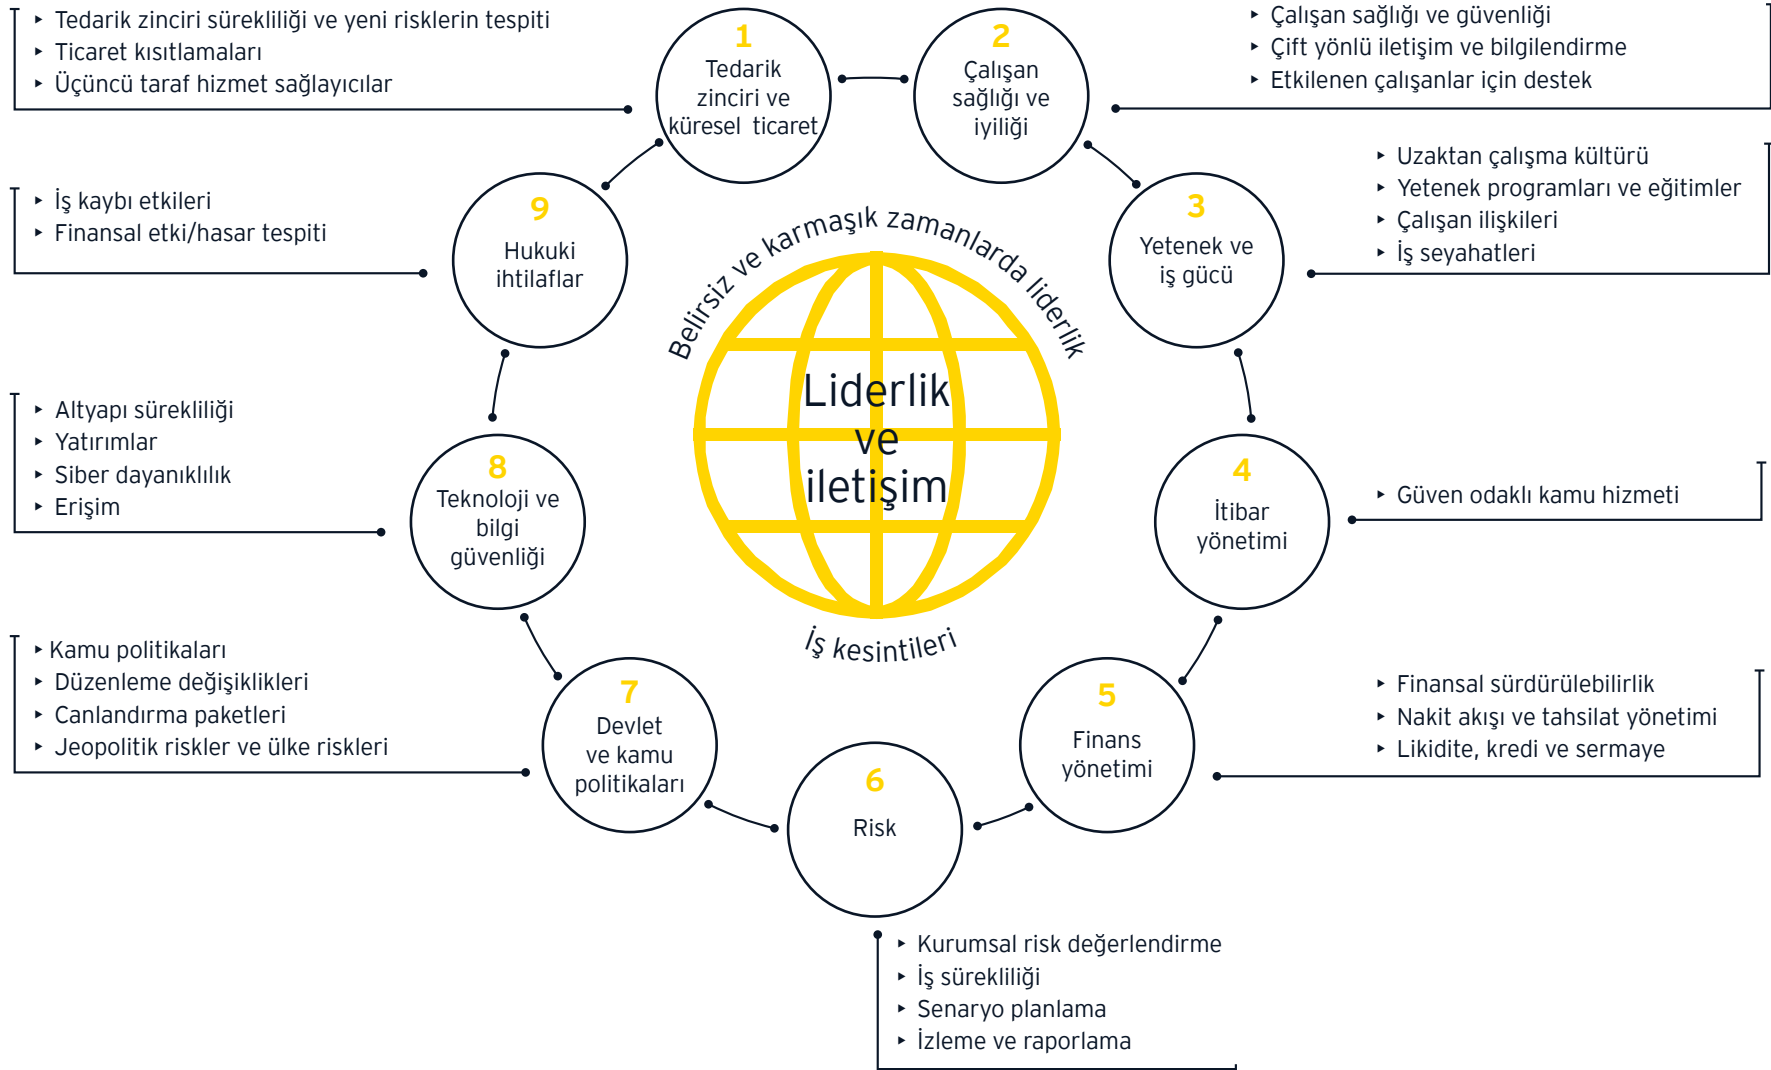 ▸ Tedarik zinciri sürekliliği ve yeni risklerin tespiti
▸ Ticaret kısıtlamaları
▸ Üçüncü taraf hizmet sağlayıcılar
1
Tedarik
zinciri ve
küresel ticaret
2
Çalışan
sağlığı ve
iyiliği
▸ Çalışan sağlığı ve güvenliği
▸ Çift yönlü iletişim ve bilgilendirme
▸ Etkilenen çalışanlar için destek
3
Yetenek ve
iş gücü
▸ Uzaktan çalışma kültürü
▸ Yetenek programları ve eğitimler
▸ Çalışan ilişkileri
▸ İş seyahatleri
4
İtibar
yönetimi
▸ Güven odaklı kamu hizmeti
5
Finans
yönetimi
▸ Finansal sürdürülebilirlik
▸ Nakit akışı ve tahsilat yönetimi
▸ Likidite, kredi ve sermaye
6
Risk
▸ Kurumsal risk değerlendirme
▸ İş sürekliliği
▸ Senaryo planlama
▸ İzleme ve raporlama
7
Devlet
ve kamu
politikaları
▸ Kamu politikaları
▸ Düzenleme değişiklikleri
▸ Canlandırma paketleri
▸ Jeopolitik riskler ve ülke riskleri
8
Teknoloji ve
bilgi
güvenliği
▸ Altyapı sürekliliği
▸ Yatırımlar
▸ Siber dayanıklılık
▸ Erişim
9
Hukuki
ihtilaflar
▸ İş kaybı etkileri
▸ Finansal etki/hasar tespiti
Belirsiz ve karmaşık zamanlarda liderlik
Liderlik
ve
iletişim
İş kesintileri